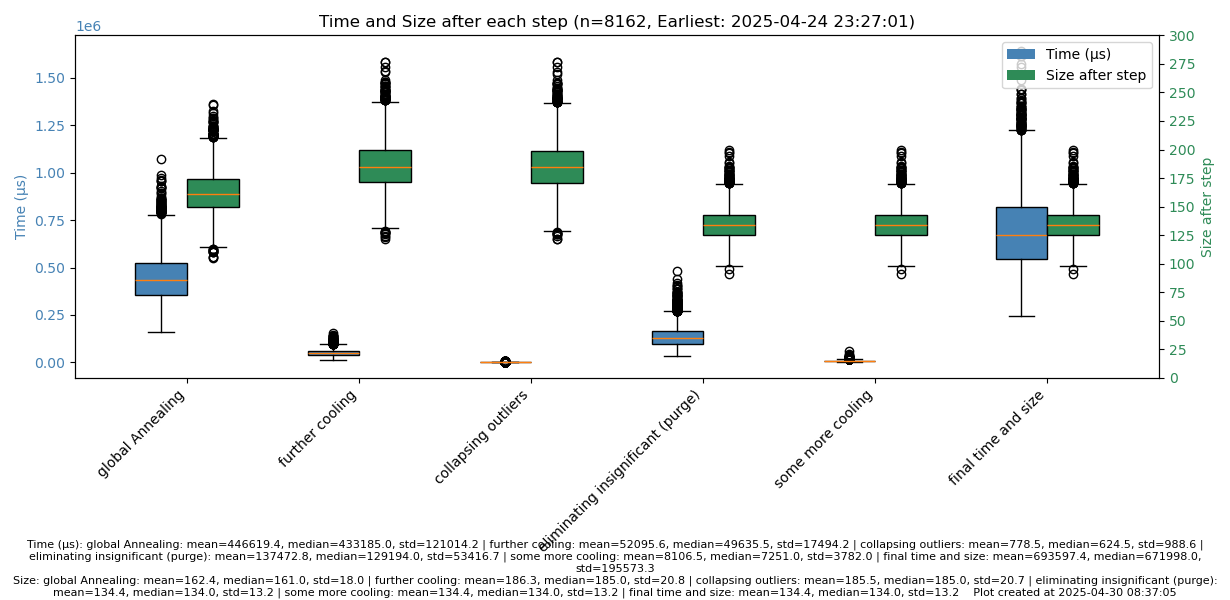 Time and Size after each step (n=8162, Earliest: 2025-04-24 23:27:01)
1e6
Time (µs)
Size after step
1.50
1.25
1.00
0.75
0.50
0.25
0.00
Time (µs)
300
275
250
225
200
175
150
125
100
75
50
25
0
Size after step
global Annealing
further cooling
collapsing outliers
eliminating insignificant (purge)
some more cooling
final time and size
Time (µs): global Annealing: mean=446619.4, median=433185.0, std=121014.2 | further cooling: mean=52095.6, median=49635.5, std=17494.2 | collapsing outliers: mean=778.5, median=624.5, std=988.6 |
eliminating insignificant (purge): mean=137472.8, median=129194.0, std=53416.7 | some more cooling: mean=8106.5, median=7251.0, std=3782.0 | final time and size: mean=693597.4, median=671998.0,
std=195573.3
Size: global Annealing: mean=162.4, median=161.0, std=18.0 | further cooling: mean=186.3, median=185.0, std=20.8 | collapsing outliers: mean=185.5, median=185.0, std=20.7 | eliminating insignificant (purge):
mean=134.4, median=134.0, std=13.2 | some more cooling: mean=134.4, median=134.0, std=13.2 | final time and size: mean=134.4, median=134.0, std=13.2    Plot created at 2025-04-30 08:37:05